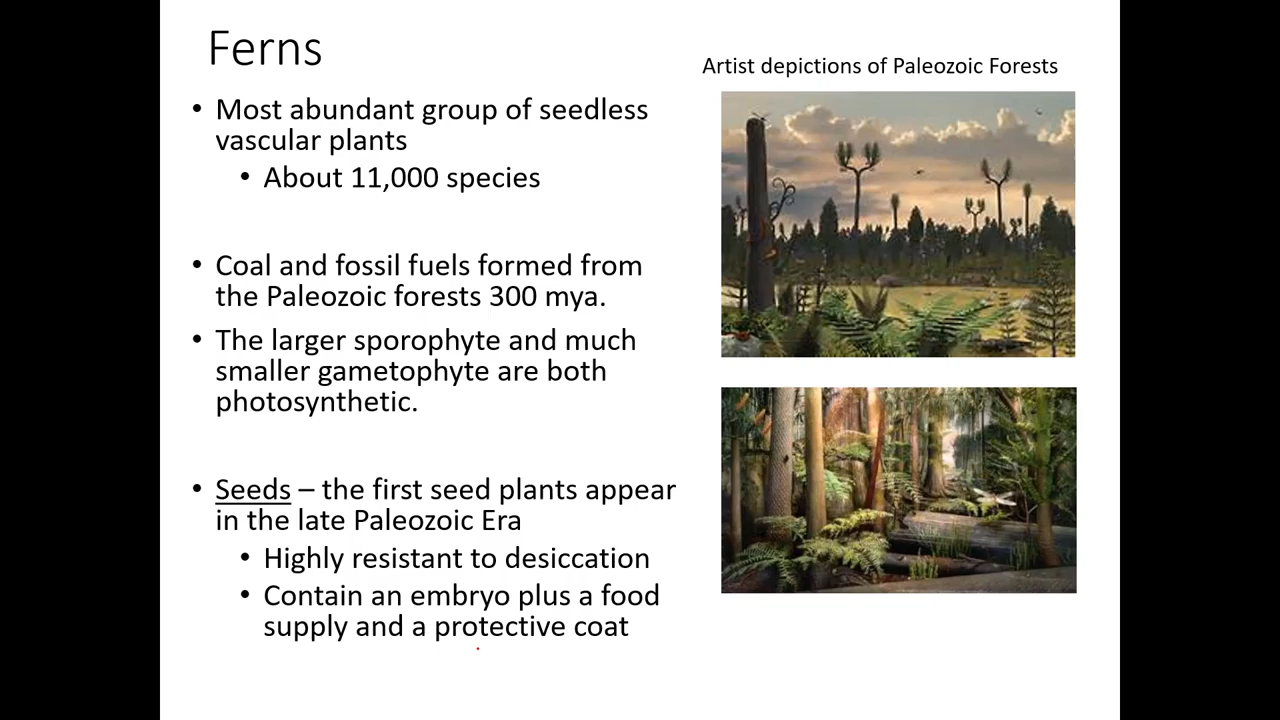 Ferns
Artist depictions of Paleozoic Forests
• Most abundant group of seedless
vascular plants
• About 11,000 species
• Coal and fossil fuels formed from
the Paleozoic forests 300 mya.
• The larger sporophyte and much
smaller gametophyte are both
photosynthetic.
• Seeds – the first seed plants appear
in the late Paleozoic Era
• Highly resistant to desiccation
• Contain an embryo plus a food
supply and a protective coat